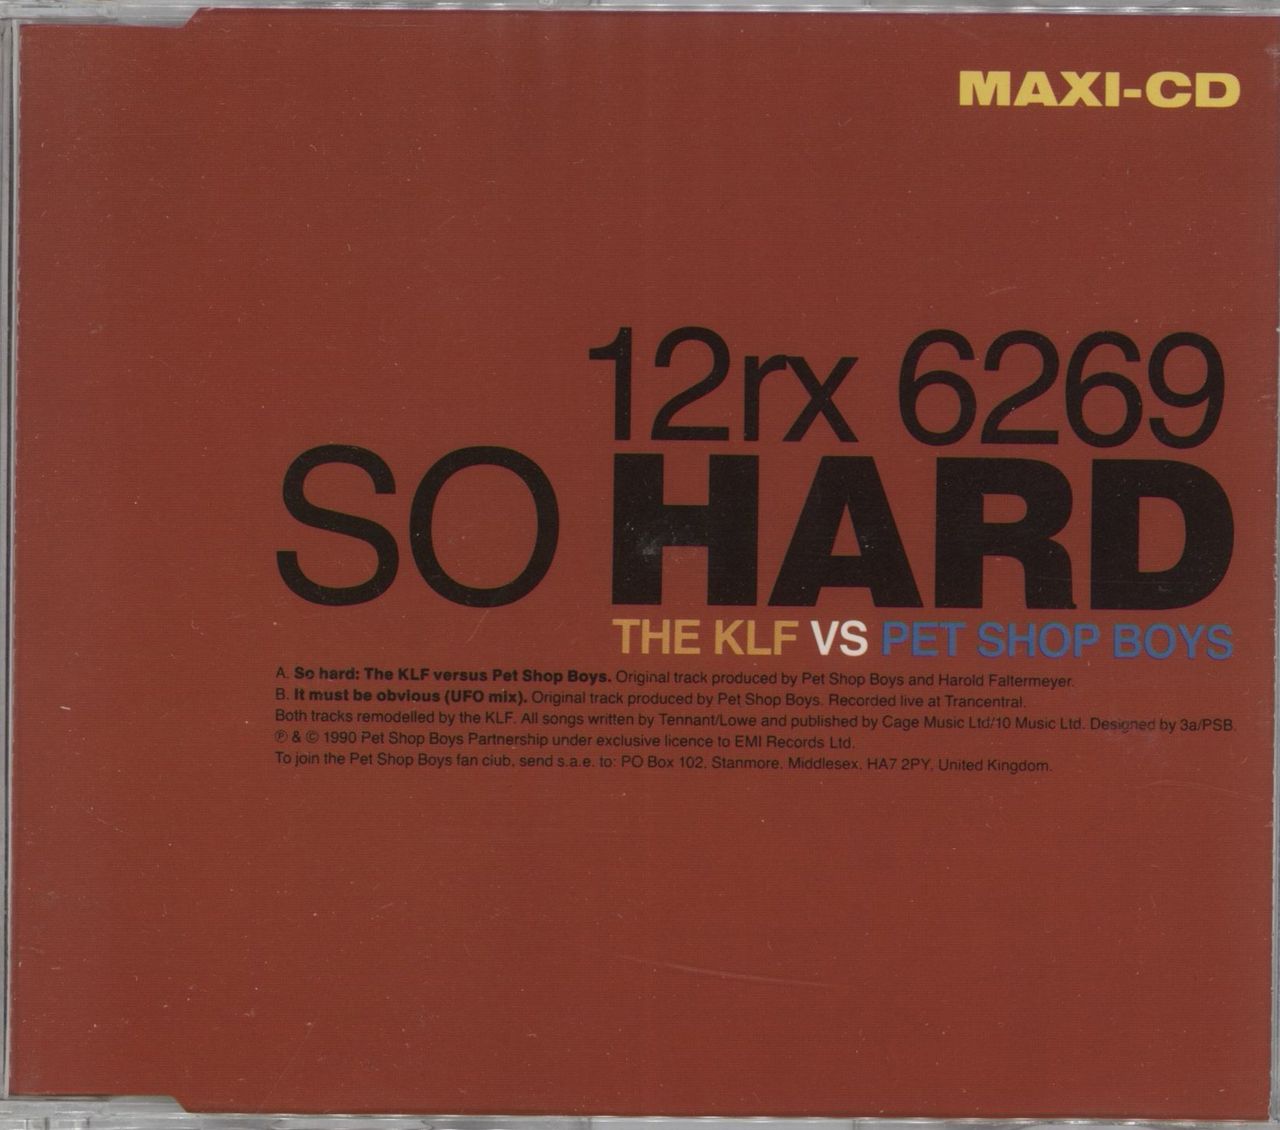 MAXI-CD
12rx 6269
SO HARD
THE KLF VS PET SHOP BOYS
A. So hard: The KLF versus Pet Shop Boys. Original track produced by Pet Shop Boys and Harold Faltermeyer.
B. It must be obvious (UFO mix). Original track produced by Pet Shop Boys. Recorded live at Trancentral.
Both tracks remodelled by the KLF. All songs written by Tennant/Lowe and published by Cage Music Ltd/10 Music Ltd. Designed by 3a/PSB.
℗ & © 1990 Pet Shop Boys Partnership under exclusive licence to EMI Records Ltd.
To join the Pet Shop Boys fan club, send s.a.e. to: PO Box 102, Stanmore, Middlesex, HA7 2PY, United Kingdom.